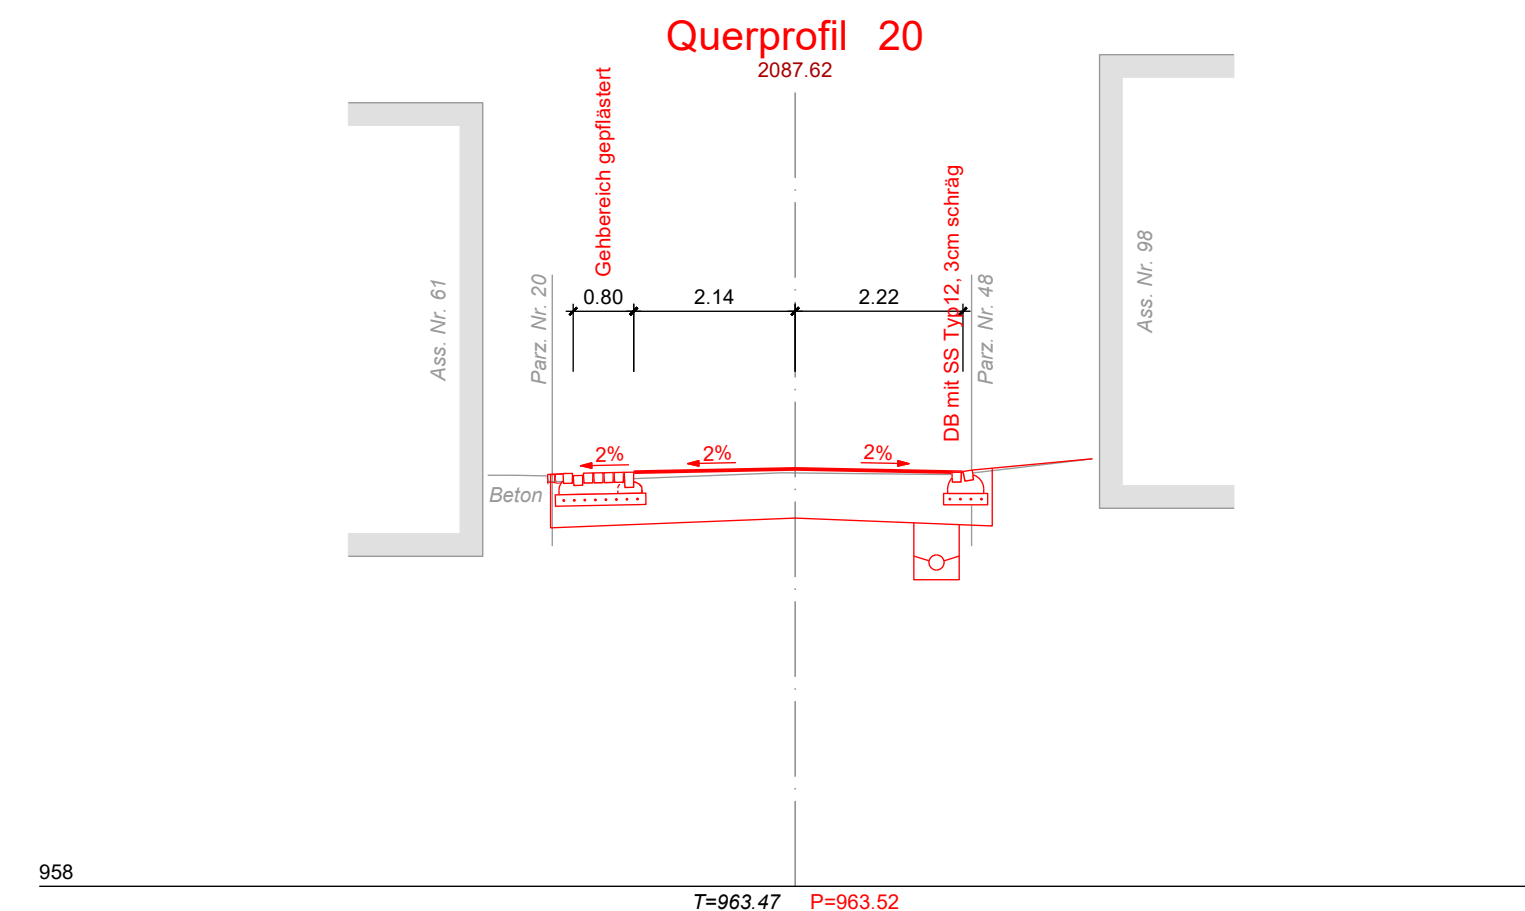 Querprofil 20
2087.62
Gehbereich gepflästert
DB mit SS Typ12, 3cm schräg
Ass. Nr. 61
Parz. Nr. 20
Parz. Nr. 48
Ass. Nr. 98
0.80
2.14
2.22
2%
2%
2%
Beton
958
T=963.47
P=963.52